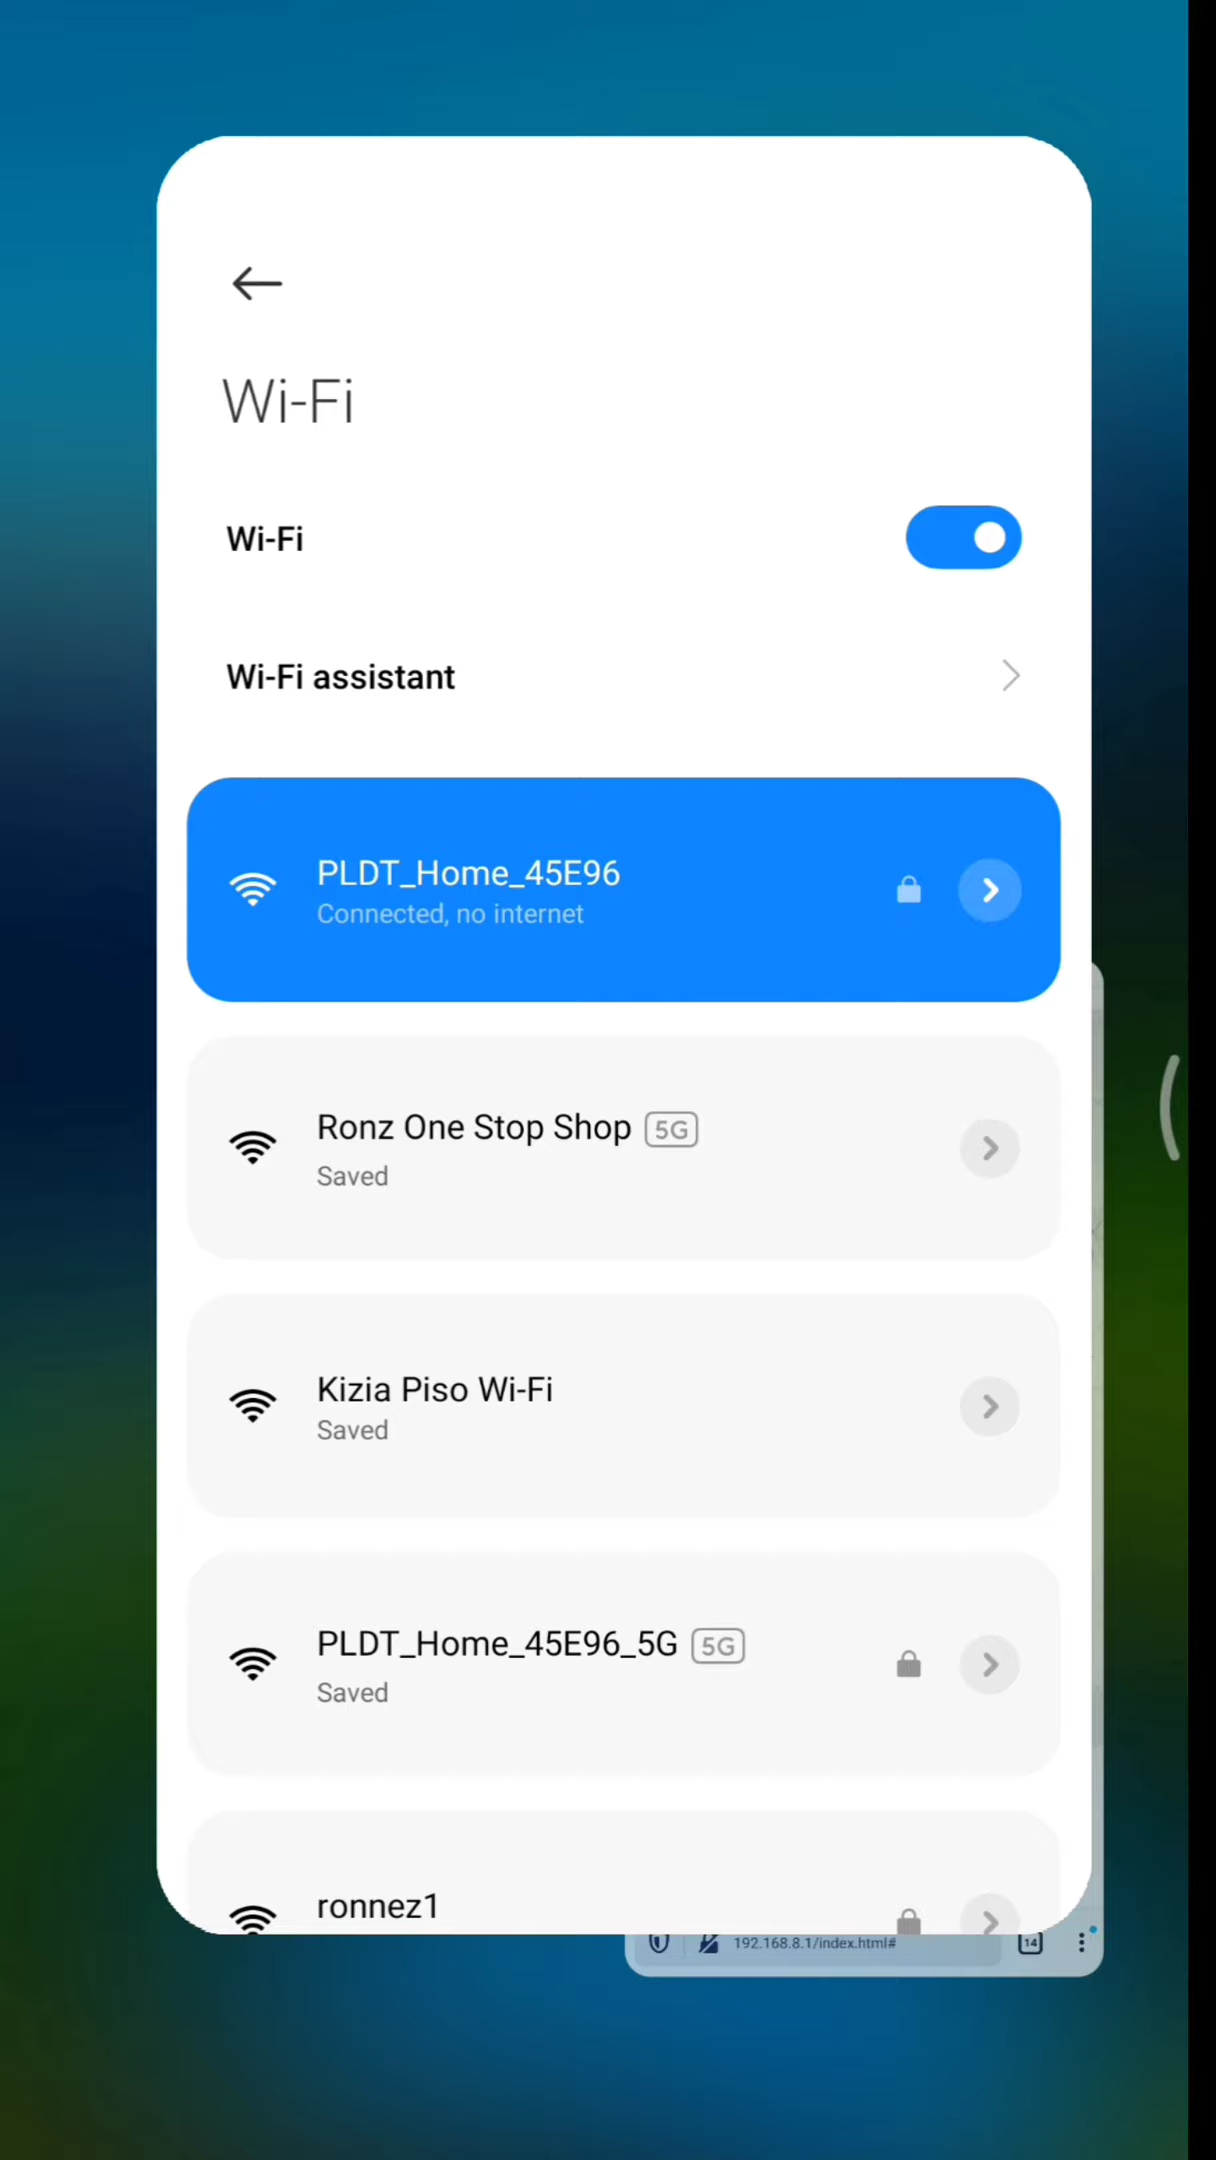 Wi-Fi
Wi-Fi
Wi-Fi assistant
PLDT_Home_45E96
Connected, no internet
Ronz One Stop Shop 5G
Saved
Kizia Piso Wi-Fi
Saved
PLDT_Home_45E96_5G 5G
Saved
ronnez1
192.168.8.1/index.html#
14